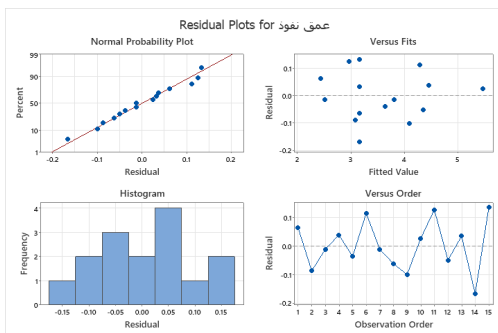 Residual Plots for عمق نفوذ
Normal Probability Plot
99
90
50
10
1
Percent
-0.2 -0.1 0.0 0.1 0.2
Residual
Versus Fits
0.1
0.0
-0.1
-0.2
Residual
2 3 4 5
Fitted Value
Histogram
4
3
2
1
0
Frequency
-0.15 -0.10 -0.05 0.00 0.05 0.10 0.15
Residual
Versus Order
0.1
0.0
-0.1
-0.2
Residual
1 2 3 4 5 6 7 8 9 10 11 12 13 14 15
Observation Order